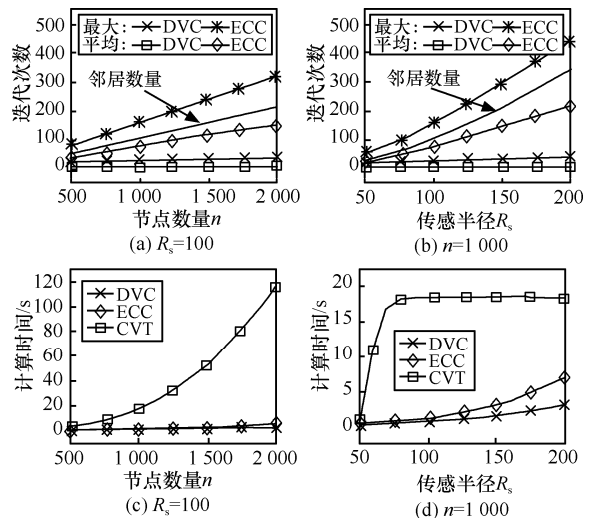 500
400
300
200
100
0
迭代次数
最大: DVC ECC
平均: DVC ECC
邻居数量
500 1 000 1 500 2 000
节点数量n
(a) Rs=100
500
400
300
200
100
0
迭代次数
最大: DVC ECC
平均: DVC ECC
邻居数量
50 100 150 200
传感半径Rs
(b) n=1 000
120
100
80
60
40
20
0
计算时间/s
DVC
ECC
CVT
500 1 000 1 500 2 000
节点数量n
(c) Rs=100
20
15
10
5
0
计算时间/s
DVC
ECC
CVT
50 100 150 200
传感半径Rs
(d) n=1 000